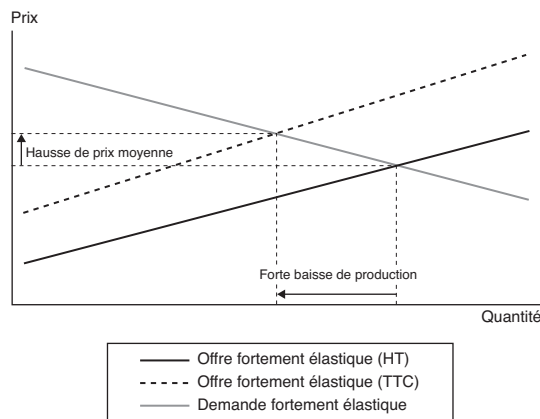 Prix
Hausse de prix moyenne
Forte baisse de production
Quantité
Offre fortement élastique (HT)
Offre fortement élastique (TTC)
Demande fortement élastique